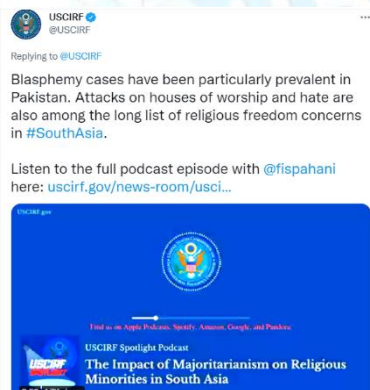 USCIRF
@USCIRF
Replying to @USCIRF
Blasphemy cases have been particularly prevalent in
Pakistan. Attacks on houses of worship and hate are
also among the long list of religious freedom concerns
in #SouthAsia.
Listen to the full podcast episode with @fispahani
here: uscirf.gov/news-room/usci...
USCIRF.gov
Find us on Apple Podcasts, Spotify, Amazon, Google, and Pandora
USCIRF
USCIRF Spotlight Podcast
The Impact of Majoritarianism on Religious
Minorities in South Asia